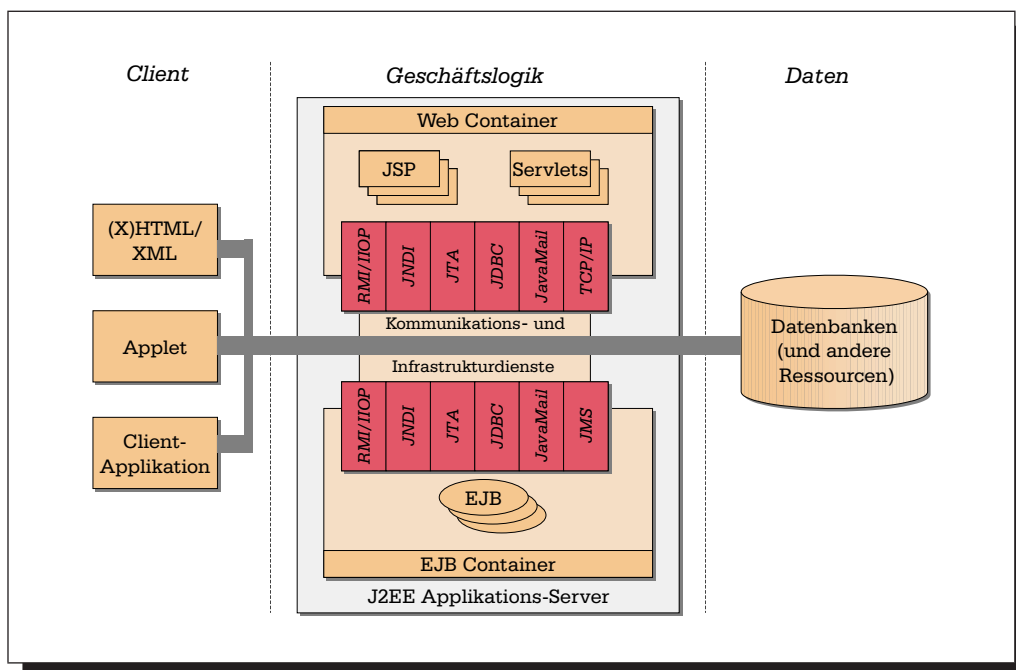 Client
Geschäftslogik
Daten
Web Container
JSP
Servlets
(X)HTML/
XML
Applet
Client-
Applikation
RMI/IIOP
JNDI
JTA
JDBC
JavaMail
TCP/IP
Kommunikations- und
Infrastrukturdienste
RMI/IIOP
JNDI
JTA
JDBC
JavaMail
JMS
EJB
EJB Container
J2EE Applikations-Server
Datenbanken
(und andere
Ressourcen)